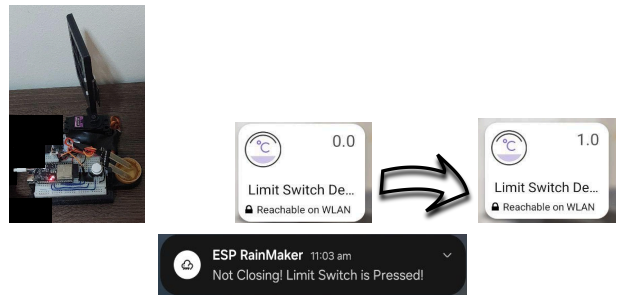 °C
0.0
Limit Switch De...
Reachable on WLAN
°C
1.0
Limit Switch De...
Reachable on WLAN
ESP RainMaker 11:03 am
Not Closing! Limit Switch is Pressed!